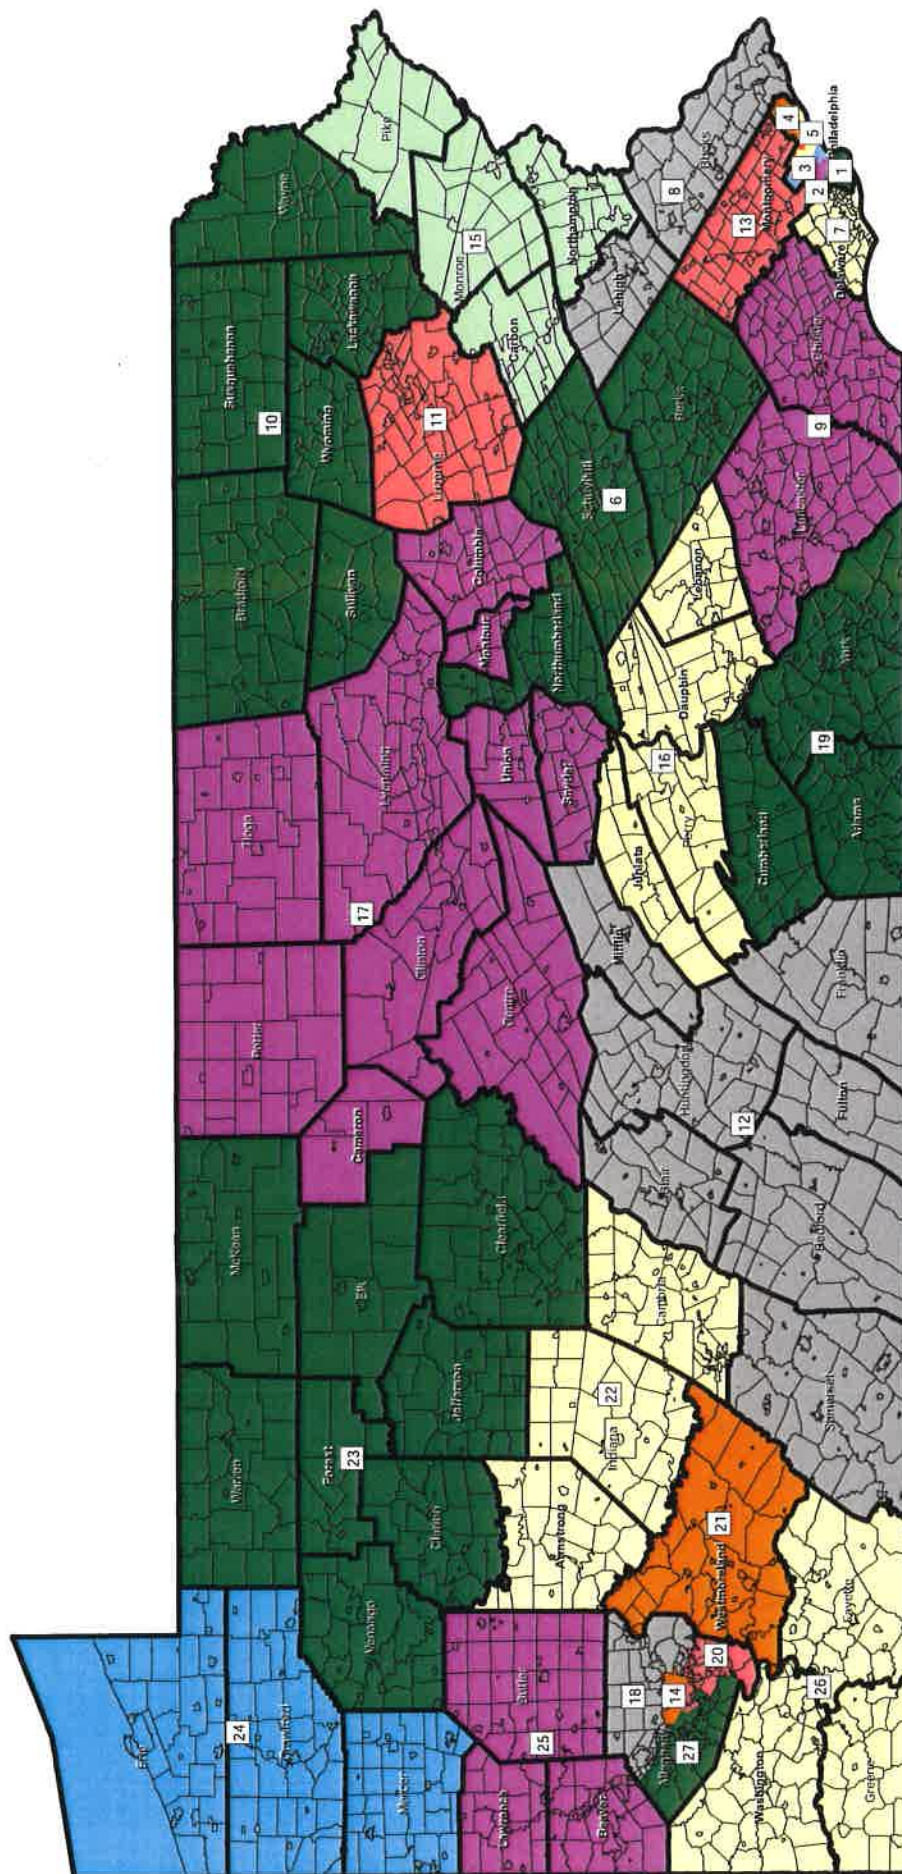 Erie
24
Crawford
Mercer
Warren
McKean
Potter
Tioga
Bradford
Susquehanna
10
Wayne
Wyoming
Lackawanna
Pike
Venango
Forest
23
Elk
Cameron
17
Lycoming
Sullivan
11
Luzerne
Monroe
15
Clarion
Jefferson
Clearfield
Clinton
Centre
Union
Montour
Columbia
Carbon
Northampton
Lawrence
Butler
25
Beaver
Armstrong
22
Indiana
Snyder
Northumberland
Schuylkill
6
Lehigh
Allegheny
18
14
20
27
Westmoreland
21
Cambria
Blair
Huntingdon
12
Mifflin
Juniata
Perry
16
Dauphin
Lebanon
Berks
8
Bucks
13
Montgomery
Washington
26
Greene
Fayette
Somerset
Bedford
Fulton
Franklin
Cumberland
Adams
19
York
Lancaster
9
Chester
Delaware
7
4
5
3
2
1
Philadelphia